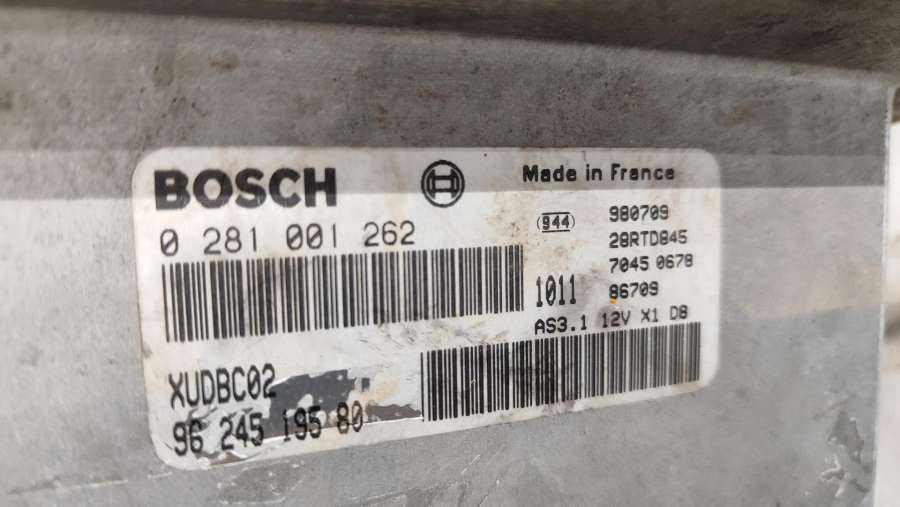 BOSCH
Made in France
0 281 001 262
944
980709
28RTD845
7045 0678
1011 86709
AS3.1 12V X1 D8
XUDBC02
96 245 195 80